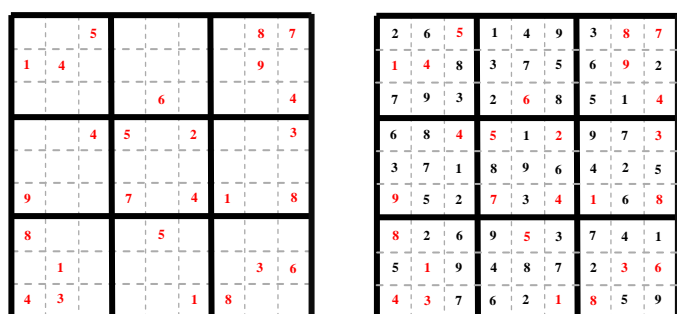 5 8 7
1 4 9
6 4
4 5 2 3
9 7 4 1 8
8 5
1 3 6
4 3 1 8
2 6 5 1 4 9 3 8 7
1 4 8 3 7 5 6 9 2
7 9 3 2 6 8 5 1 4
6 8 4 5 1 2 9 7 3
3 7 1 8 9 6 4 2 5
9 5 2 7 3 4 1 6 8
8 2 6 9 5 3 7 4 1
5 1 9 4 8 7 2 3 6
4 3 7 6 2 1 8 5 9